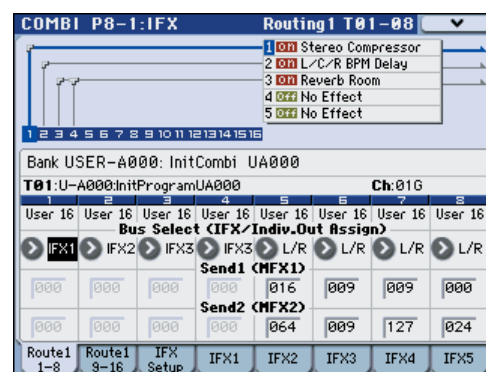 COMBI P8-1:IFX Routing1 T01-08
1 On Stereo Compressor
2 On L/C/R BPM Delay
3 On Reverb Room
4 Off No Effect
5 Off No Effect
1 2 3 4 5 6 7 8 9 10 11 12 13 14 15 16
Bank USER-A000: InitCombi UA000
T01:U-A000:InitProgramUA000 Ch:01G
1 2 3 4 5 6 7 8
User 16 User 16 User 16 User 16 User 16 User 16 User 16 User 16
Bus Select (IFX/Indiv.Out Assign)
IFX1 IFX2 IFX3 IFX3 L/R L/R L/R L/R
Send1 (MFX1)
000 000 000 000 016 009 009 000
Send2 (MFX2)
000 000 000 000 064 009 127 024
Route1 1-8 Route1 9-16 IFX Setup IFX1 IFX2 IFX3 IFX4 IFX5